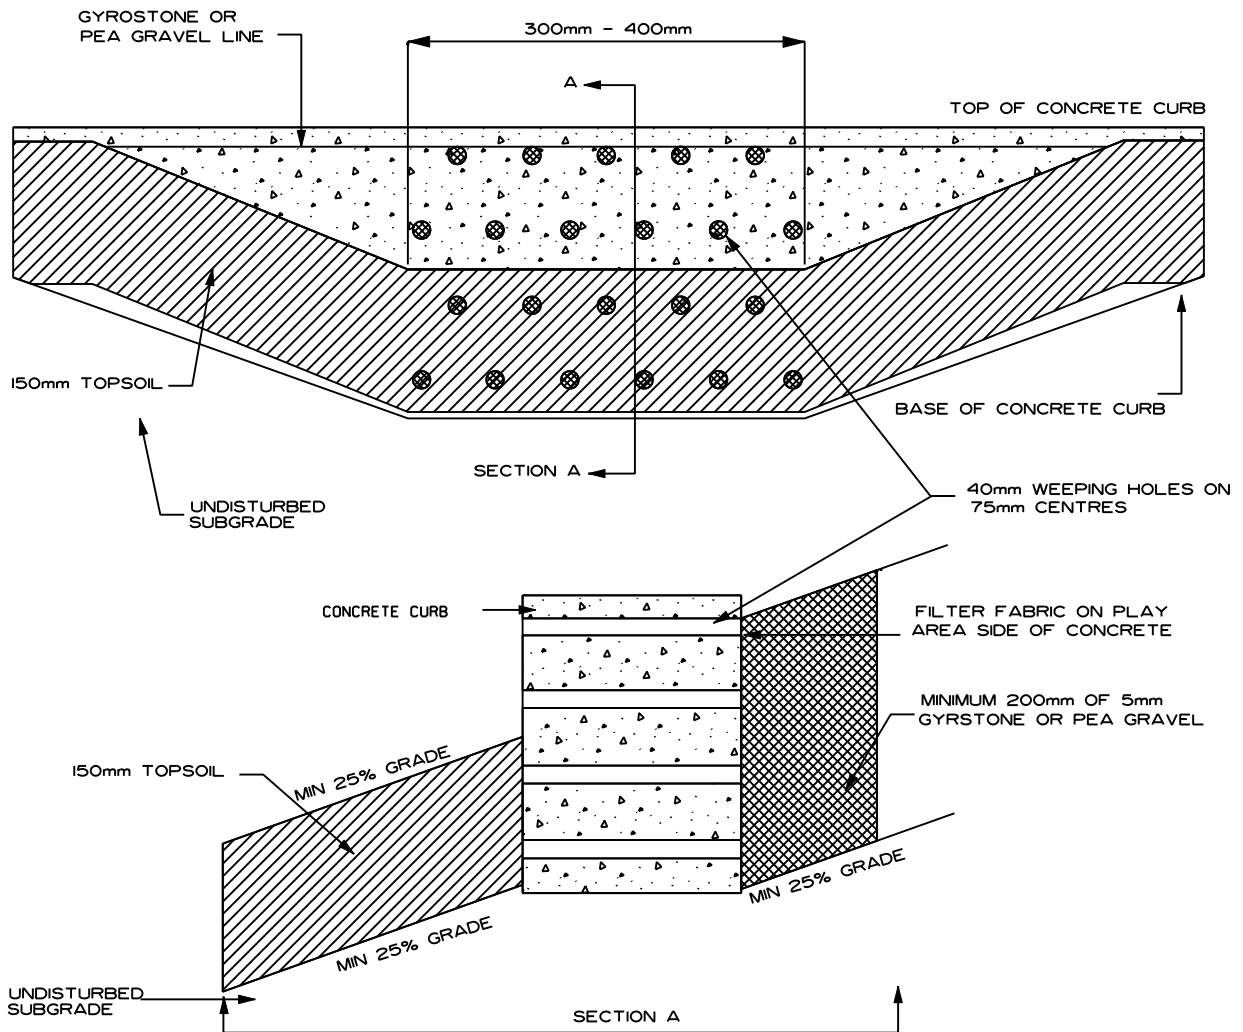 GYROSTONE OR
PEA GRAVEL LINE
300mm - 400mm
A
TOP OF CONCRETE CURB
150mm TOPSOIL
BASE OF CONCRETE CURB
SECTION A
UNDISTURBED
SUBGRADE
40mm WEEPING HOLES ON
75mm CENTRES
CONCRETE CURB
FILTER FABRIC ON PLAY
AREA SIDE OF CONCRETE
MINIMUM 200mm OF 5mm
GYRSTONE OR PEA GRAVEL
150mm TOPSOIL
MIN 25% GRADE
MIN 25% GRADE
MIN 25% GRADE
UNDISTURBED
SUBGRADE
SECTION A